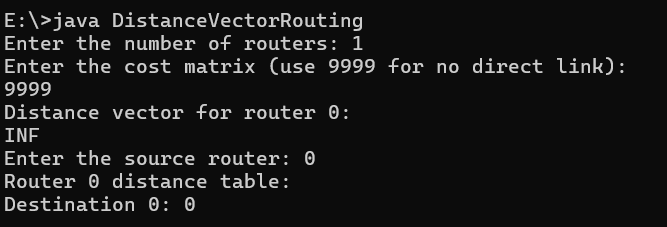 E:\>java DistanceVectorRouting
Enter the number of routers: 1
Enter the cost matrix (use 9999 for no direct link):
9999
Distance vector for router 0:
INF
Enter the source router: 0
Router 0 distance table:
Destination 0: 0